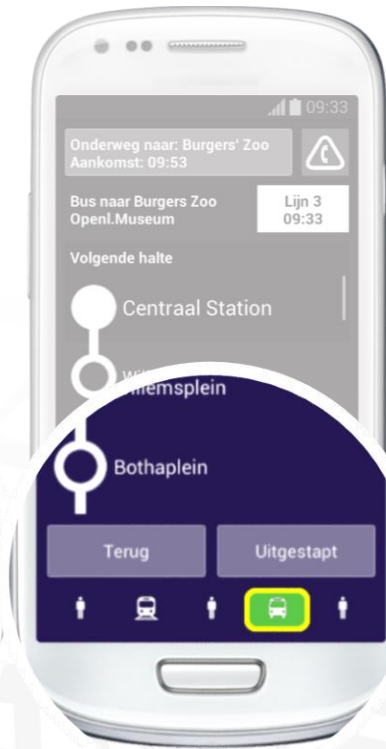 09:33
Onderweg naar: Burgers' Zoo
Aankomst: 09:53
Bus naar Burgers Zoo
Openl.Museum
Lijn 3
09:33
Volgende halte
Centraal Station
Willemsplein
Bothaplein
Terug
Uitgestapt